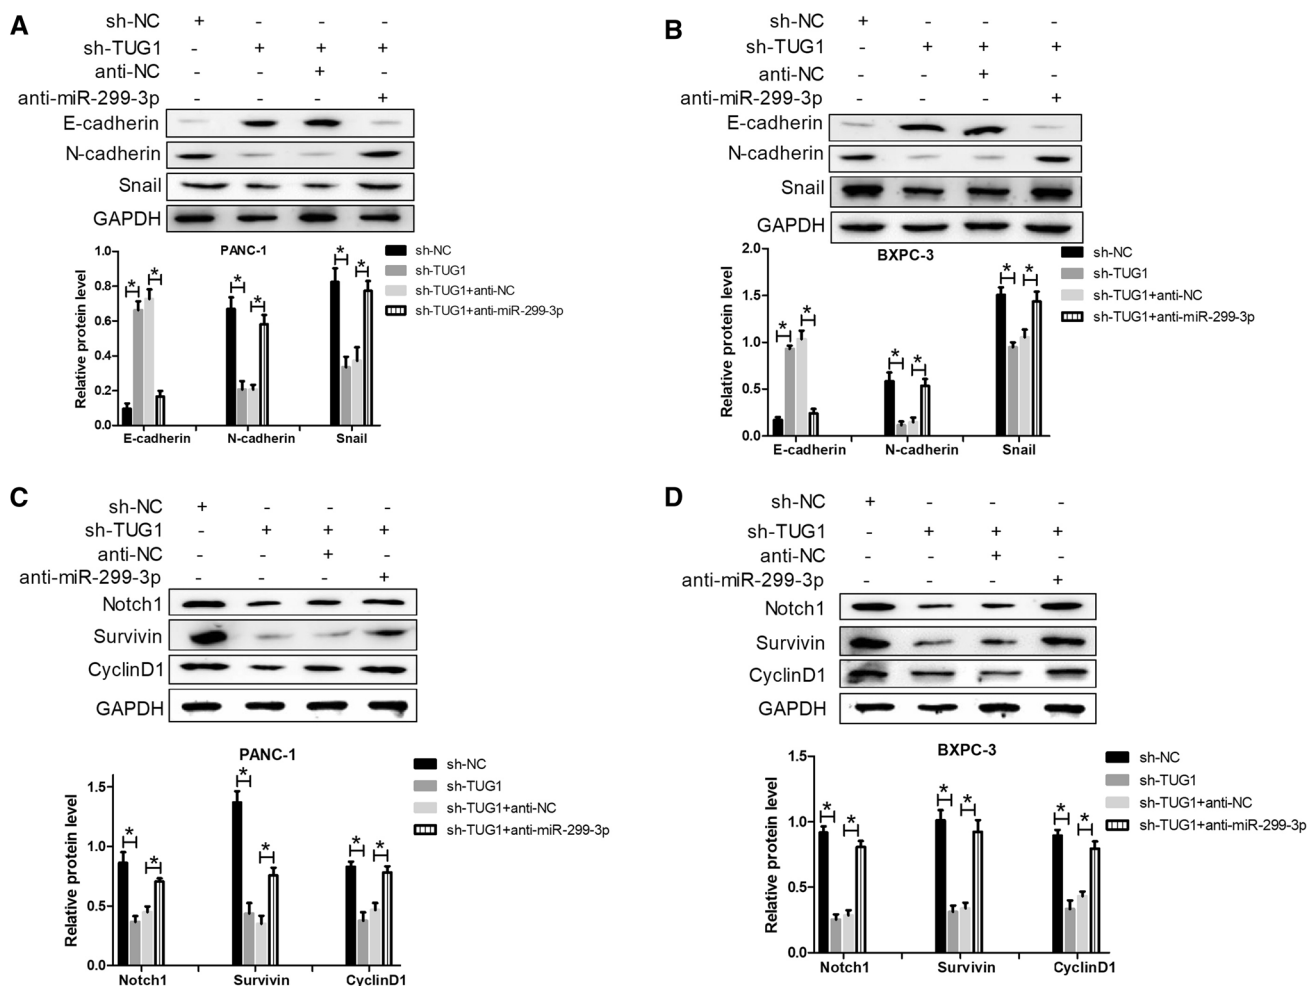 A
sh-NC + - - -
sh-TUG1 - + + +
anti-NC - - + -
anti-miR-299-3p - - - +
E-cadherin
N-cadherin
Snail
GAPDH
PANC-1
Relative protein level
1.0
0.8
0.6
0.4
0.2
0.0
* * * * * *
E-cadherin N-cadherin Snail
sh-NC
sh-TUG1
sh-TUG1+anti-NC
sh-TUG1+anti-miR-299-3p
B
sh-NC + - - -
sh-TUG1 - + + +
anti-NC - - + -
anti-miR-299-3p - - - +
E-cadherin
N-cadherin
Snail
GAPDH
BXPC-3
Relative protein level
2.0
1.5
1.0
0.5
0.0
* * * * * *
E-cadherin N-cadherin Snail
sh-NC
sh-TUG1
sh-TUG1+anti-NC
sh-TUG1+anti-miR-299-3p
C
sh-NC + - - -
sh-TUG1 - + + +
anti-NC - - + -
anti-miR-299-3p - - - +
Notch1
Survivin
CyclinD1
GAPDH
PANC-1
Relative protein level
1.5
1.0
0.5
0.0
* * * * * *
Notch1 Survivin CyclinD1
sh-NC
sh-TUG1
sh-TUG1+anti-NC
sh-TUG1+anti-miR-299-3p
D
sh-NC + - - -
sh-TUG1 - + + +
anti-NC - - + -
anti-miR-299-3p - - - +
Notch1
Survivin
CyclinD1
GAPDH
BXPC-3
Relative protein level
1.5
1.0
0.5
0.0
* * * * * *
Notch1 Survivin CyclinD1
sh-NC
sh-TUG1
sh-TUG1+anti-NC
sh-TUG1+anti-miR-299-3p